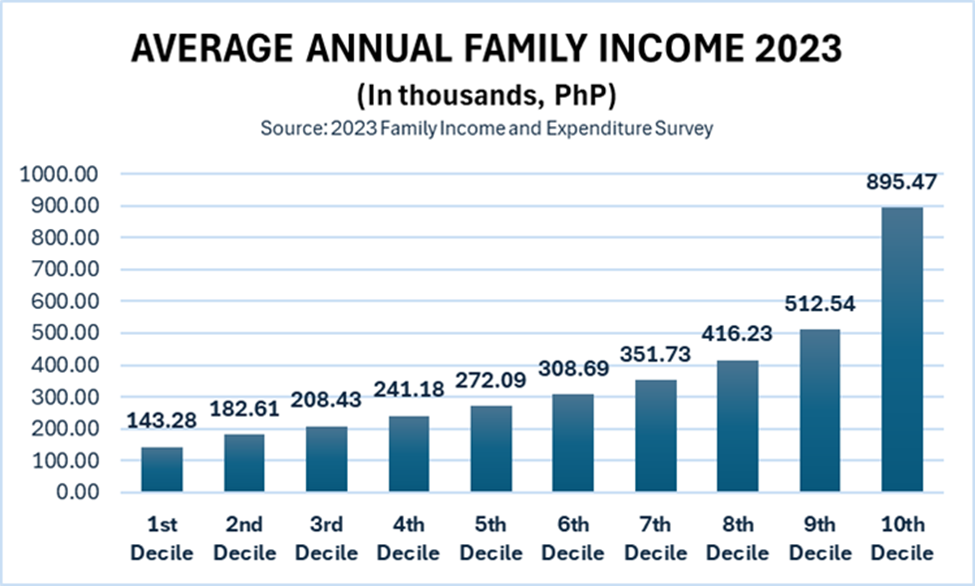 AVERAGE ANNUAL FAMILY INCOME 2023
(In thousands, PhP)
Source: 2023 Family Income and Expenditure Survey
1000.00
900.00
800.00
700.00
600.00
500.00
400.00
300.00
200.00
100.00
0.00
143.28
182.61
208.43
241.18
272.09
308.69
351.73
416.23
512.54
895.47
1st Decile
2nd Decile
3rd Decile
4th Decile
5th Decile
6th Decile
7th Decile
8th Decile
9th Decile
10th Decile